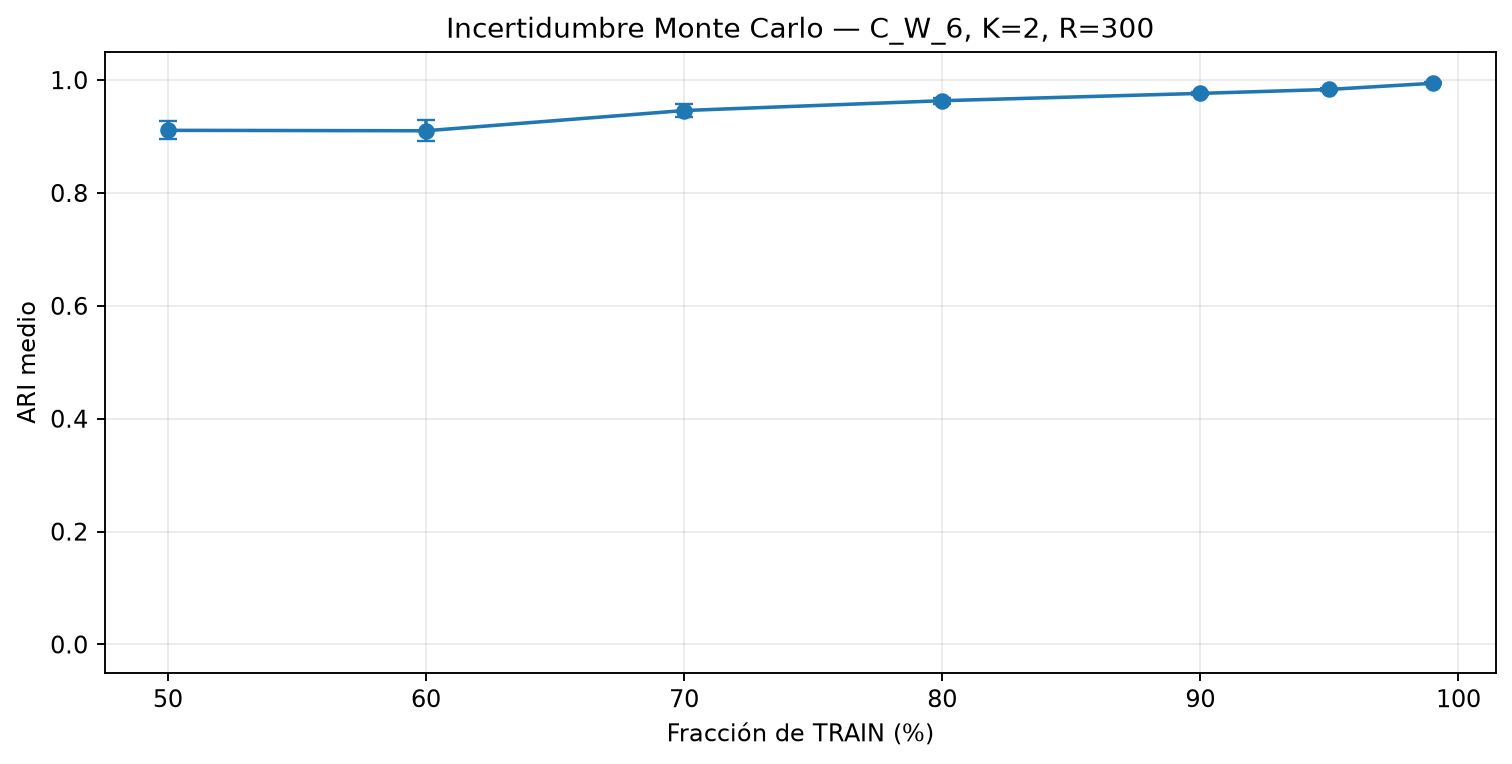 Incertidumbre Monte Carlo — C_W_6, K=2, R=300
ARI medio
1.0
0.8
0.6
0.4
0.2
0.0
50 60 70 80 90 100
Fracción de TRAIN (%)